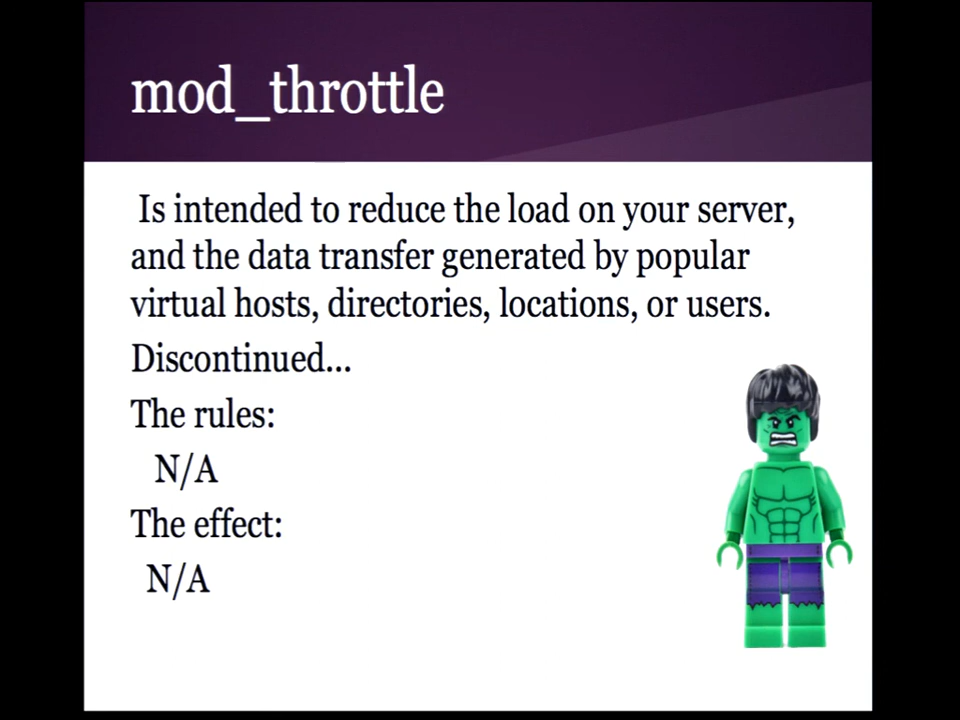 mod_throttle
Is intended to reduce the load on your server,
and the data transfer generated by popular
virtual hosts, directories, locations, or users.
Discontinued...
The rules:
N/A
The effect:
N/A